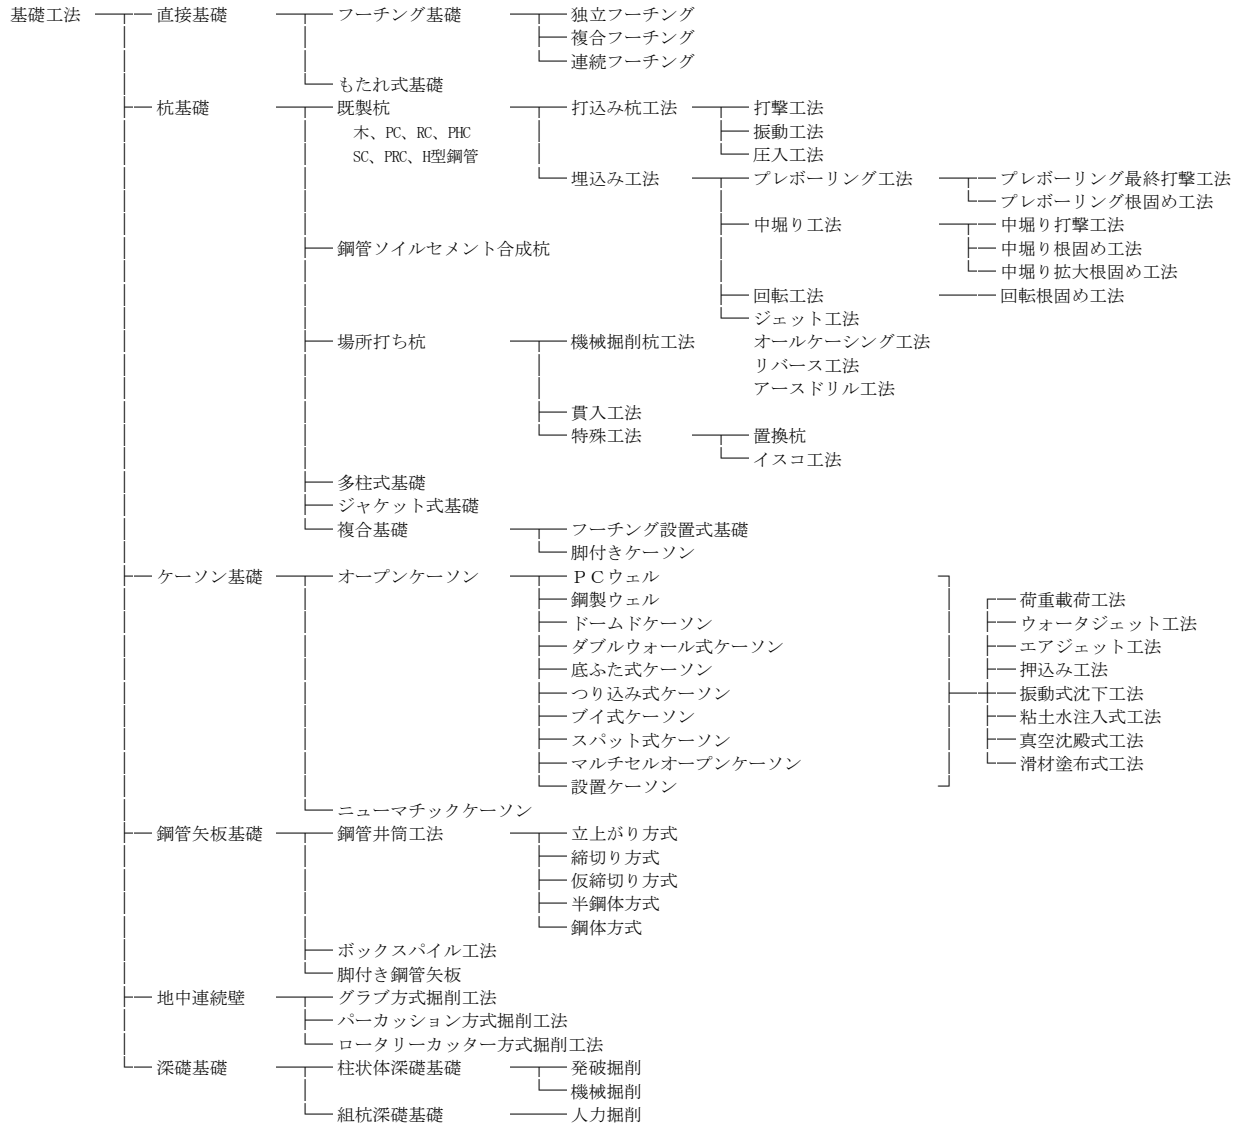 基礎工法 直接基礎 フーチング基礎 独立フーチング
複合フーチング
連続フーチング
もたれ式基礎
杭基礎 既製杭 打込み杭工法 打撃工法
木、PC、RC、PHC 振動工法
SC、PRC、H型鋼管 圧入工法
埋込み工法 プレボーリング工法 プレボーリング最終打撃工法
プレボーリング根固め工法
中堀り工法 中堀り打撃工法
鋼管ソイルセメント合成杭 中堀り根固め工法
中堀り拡大根固め工法
回転工法 回転根固め工法
ジェット工法
場所打ち杭 機械掘削杭工法 オールケーシング工法
リバース工法
アースドリル工法
貫入工法
特殊工法 置換杭
イスコ工法
多柱式基礎
ジャケット式基礎
複合基礎 フーチング設置式基礎
脚付きケーソン
ケーソン基礎 オープンケーソン ＰＣウェル
鋼製ウェル 荷重載荷工法
ドームドケーソン ウォータジェット工法
ダブルウォール式ケーソン エアジェット工法
底ふた式ケーソン 押込み工法
つり込み式ケーソン 振動式沈下工法
ブイ式ケーソン 粘土水注入式工法
スパット式ケーソン 真空沈殿式工法
マルチセルオープンケーソン 滑材塗布式工法
設置ケーソン
ニューマチックケーソン
鋼管矢板基礎 鋼管井筒工法 立上がり方式
締切り方式
仮締切り方式
半鋼体方式
鋼体方式
ボックスパイル工法
脚付き鋼管矢板
地中連続壁 グラブ方式掘削工法
パーカッション方式掘削工法
ロータリーカッター方式掘削工法
深礎基礎 柱状体深礎基礎 発破掘削
機械掘削
組杭深礎基礎 人力掘削